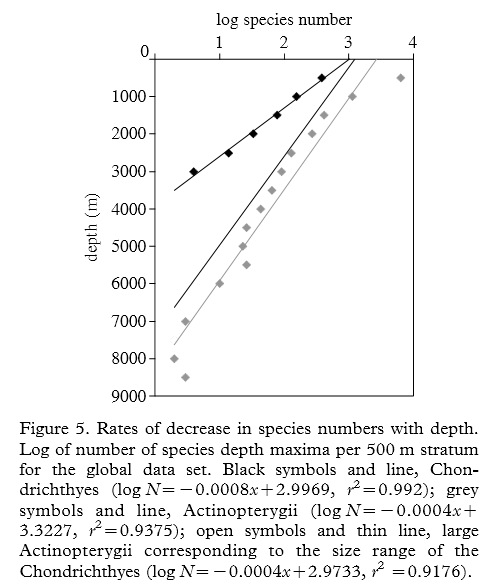 log species number
0 1 2 3 4
1000
2000
3000
4000
5000
6000
7000
8000
9000
depth (m)
Figure 5. Rates of decrease in species numbers with depth.
Log of number of species depth maxima per 500 m stratum
for the global data set. Black symbols and line, Chon-
drichthyes (log N=−0.0008x+2.9969, r²=0.992); grey
symbols and line, Actinopterygii (log N=−0.0004x+
3.3227, r²=0.9375); open symbols and thin line, large
Actinopterygii corresponding to the size range of the
Chondrichthyes (log N=−0.0004x+2.9733, r² =0.9176).